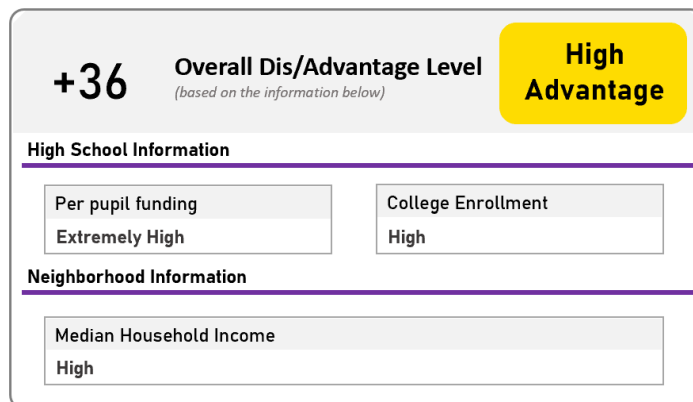 +36
Overall Dis/Advantage Level
(based on the information below)
High
Advantage
High School Information
Per pupil funding
Extremely High
College Enrollment
High
Neighborhood Information
Median Household Income
High